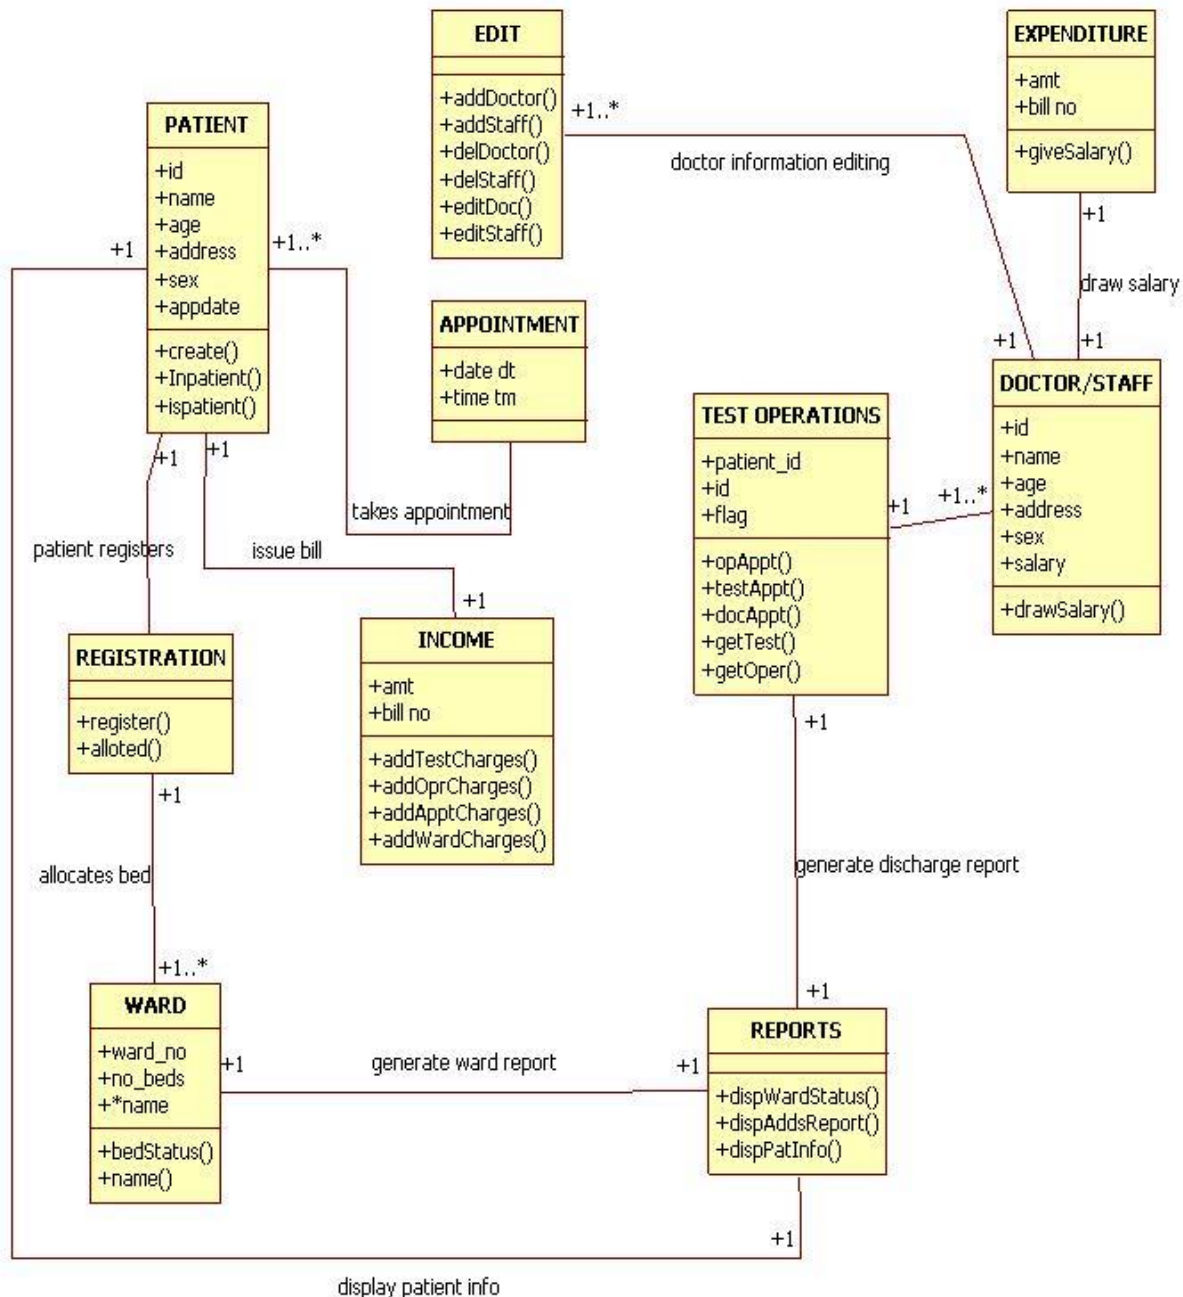 EDIT
+addDoctor()
+addStaff()
+delDoctor()
+delStaff()
+editDoc()
+editStaff()
+1..*
doctor information editing
+1
EXPENDITURE
+amt
+bill no
+giveSalary()
+1
draw salary
+1
PATIENT
+id
+name
+age
+address
+sex
+appdate
+create()
+Inpatient()
+ispatient()
+1
+1..*
+1
+1
APPOINTMENT
+date dt
+time tm
takes appointment
TEST OPERATIONS
+patient_id
+id
+flag
+opAppt()
+testAppt()
+docAppt()
+getTest()
+getOper()
+1
+1..*
DOCTOR/STAFF
+id
+name
+age
+address
+sex
+salary
+drawSalary()
patient registers
issue bill
+1
REGISTRATION
+register()
+alloted()
+1
INCOME
+amt
+bill no
+addTestCharges()
+addOprCharges()
+addApptCharges()
+addWardCharges()
+1
generate discharge report
+1
allocates bed
+1..*
WARD
+ward_no
+no_beds
+*name
+bedStatus()
+name()
+1
generate ward report
+1
REPORTS
+dispWardStatus()
+dispAddsReport()
+dispPatInfo()
+1
display patient info